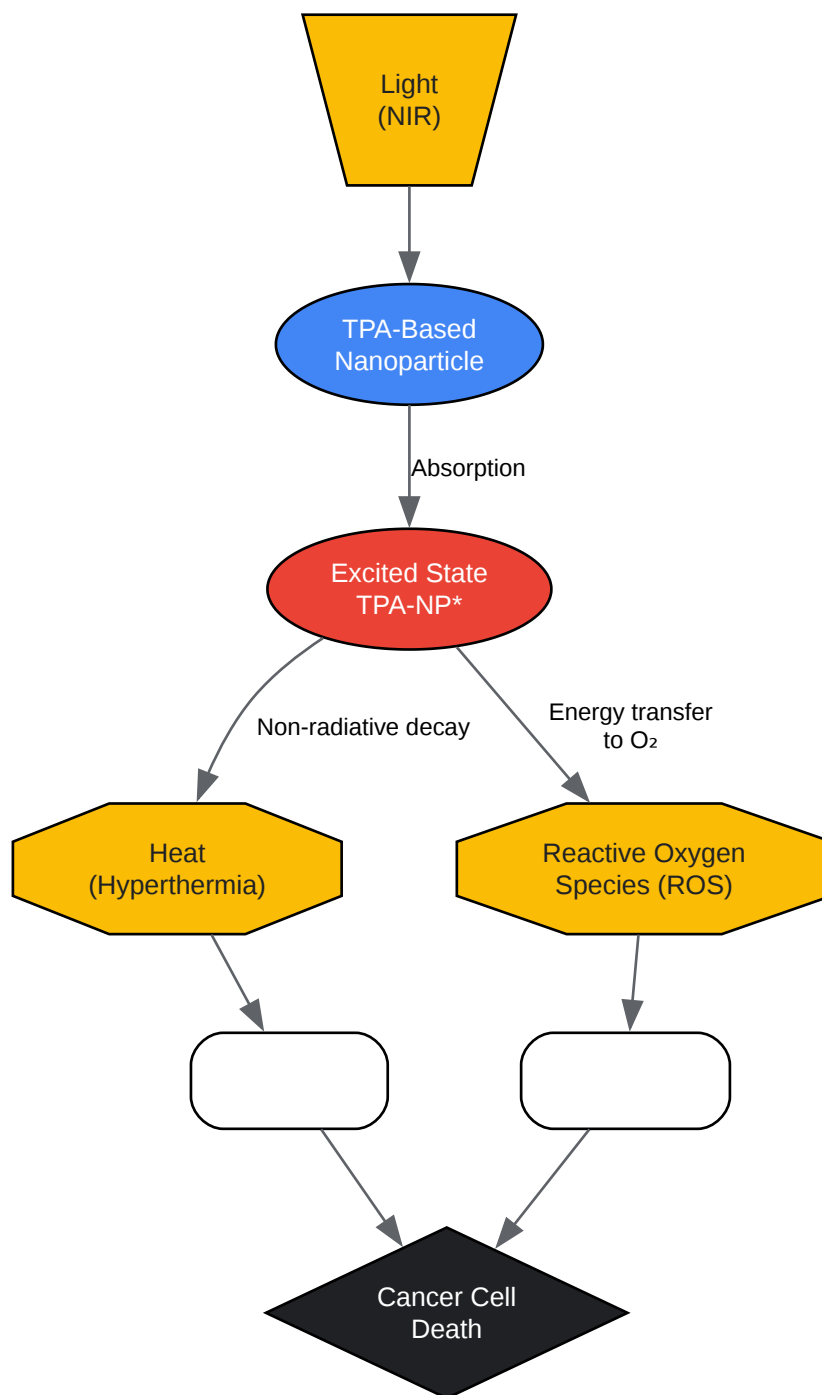 Light
(NIR)
TPA-Based
Nanoparticle
Absorption
Excited State
TPA-NP*
Non-radiative decay
Energy transfer
to O₂
Heat
(Hyperthermia)
Reactive Oxygen
Species (ROS)
Cancer Cell
Death